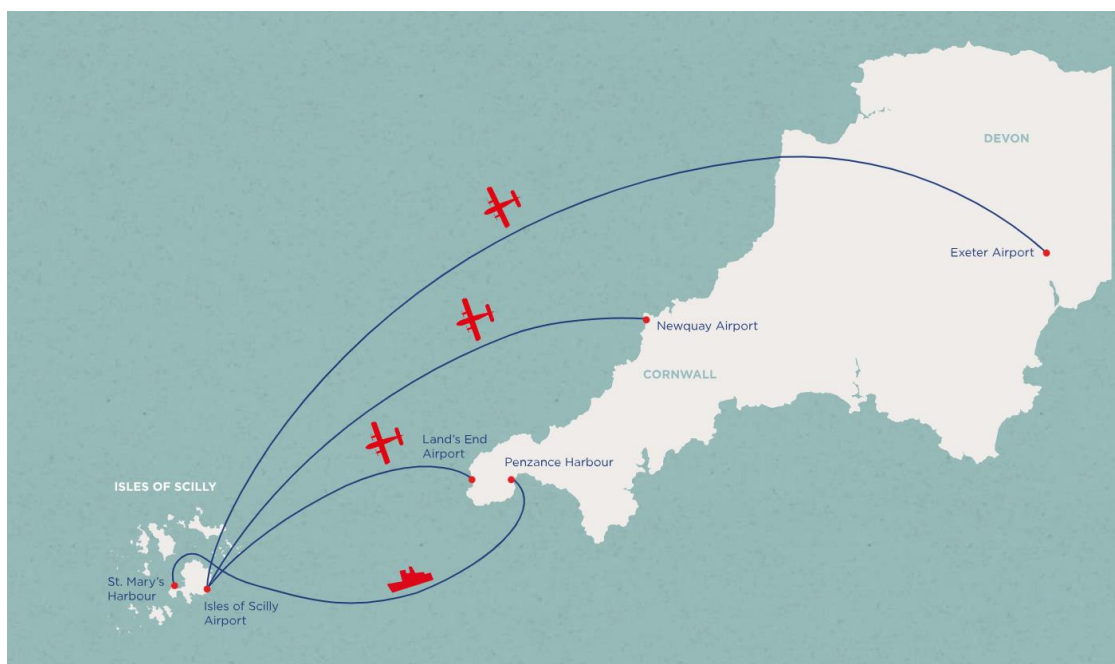 DEVON
Exeter Airport
Newquay Airport
CORNWALL
Land's End
Airport
Penzance Harbour
ISLES OF SCILLY
St. Mary's
Harbour
Isles of Scilly
Airport